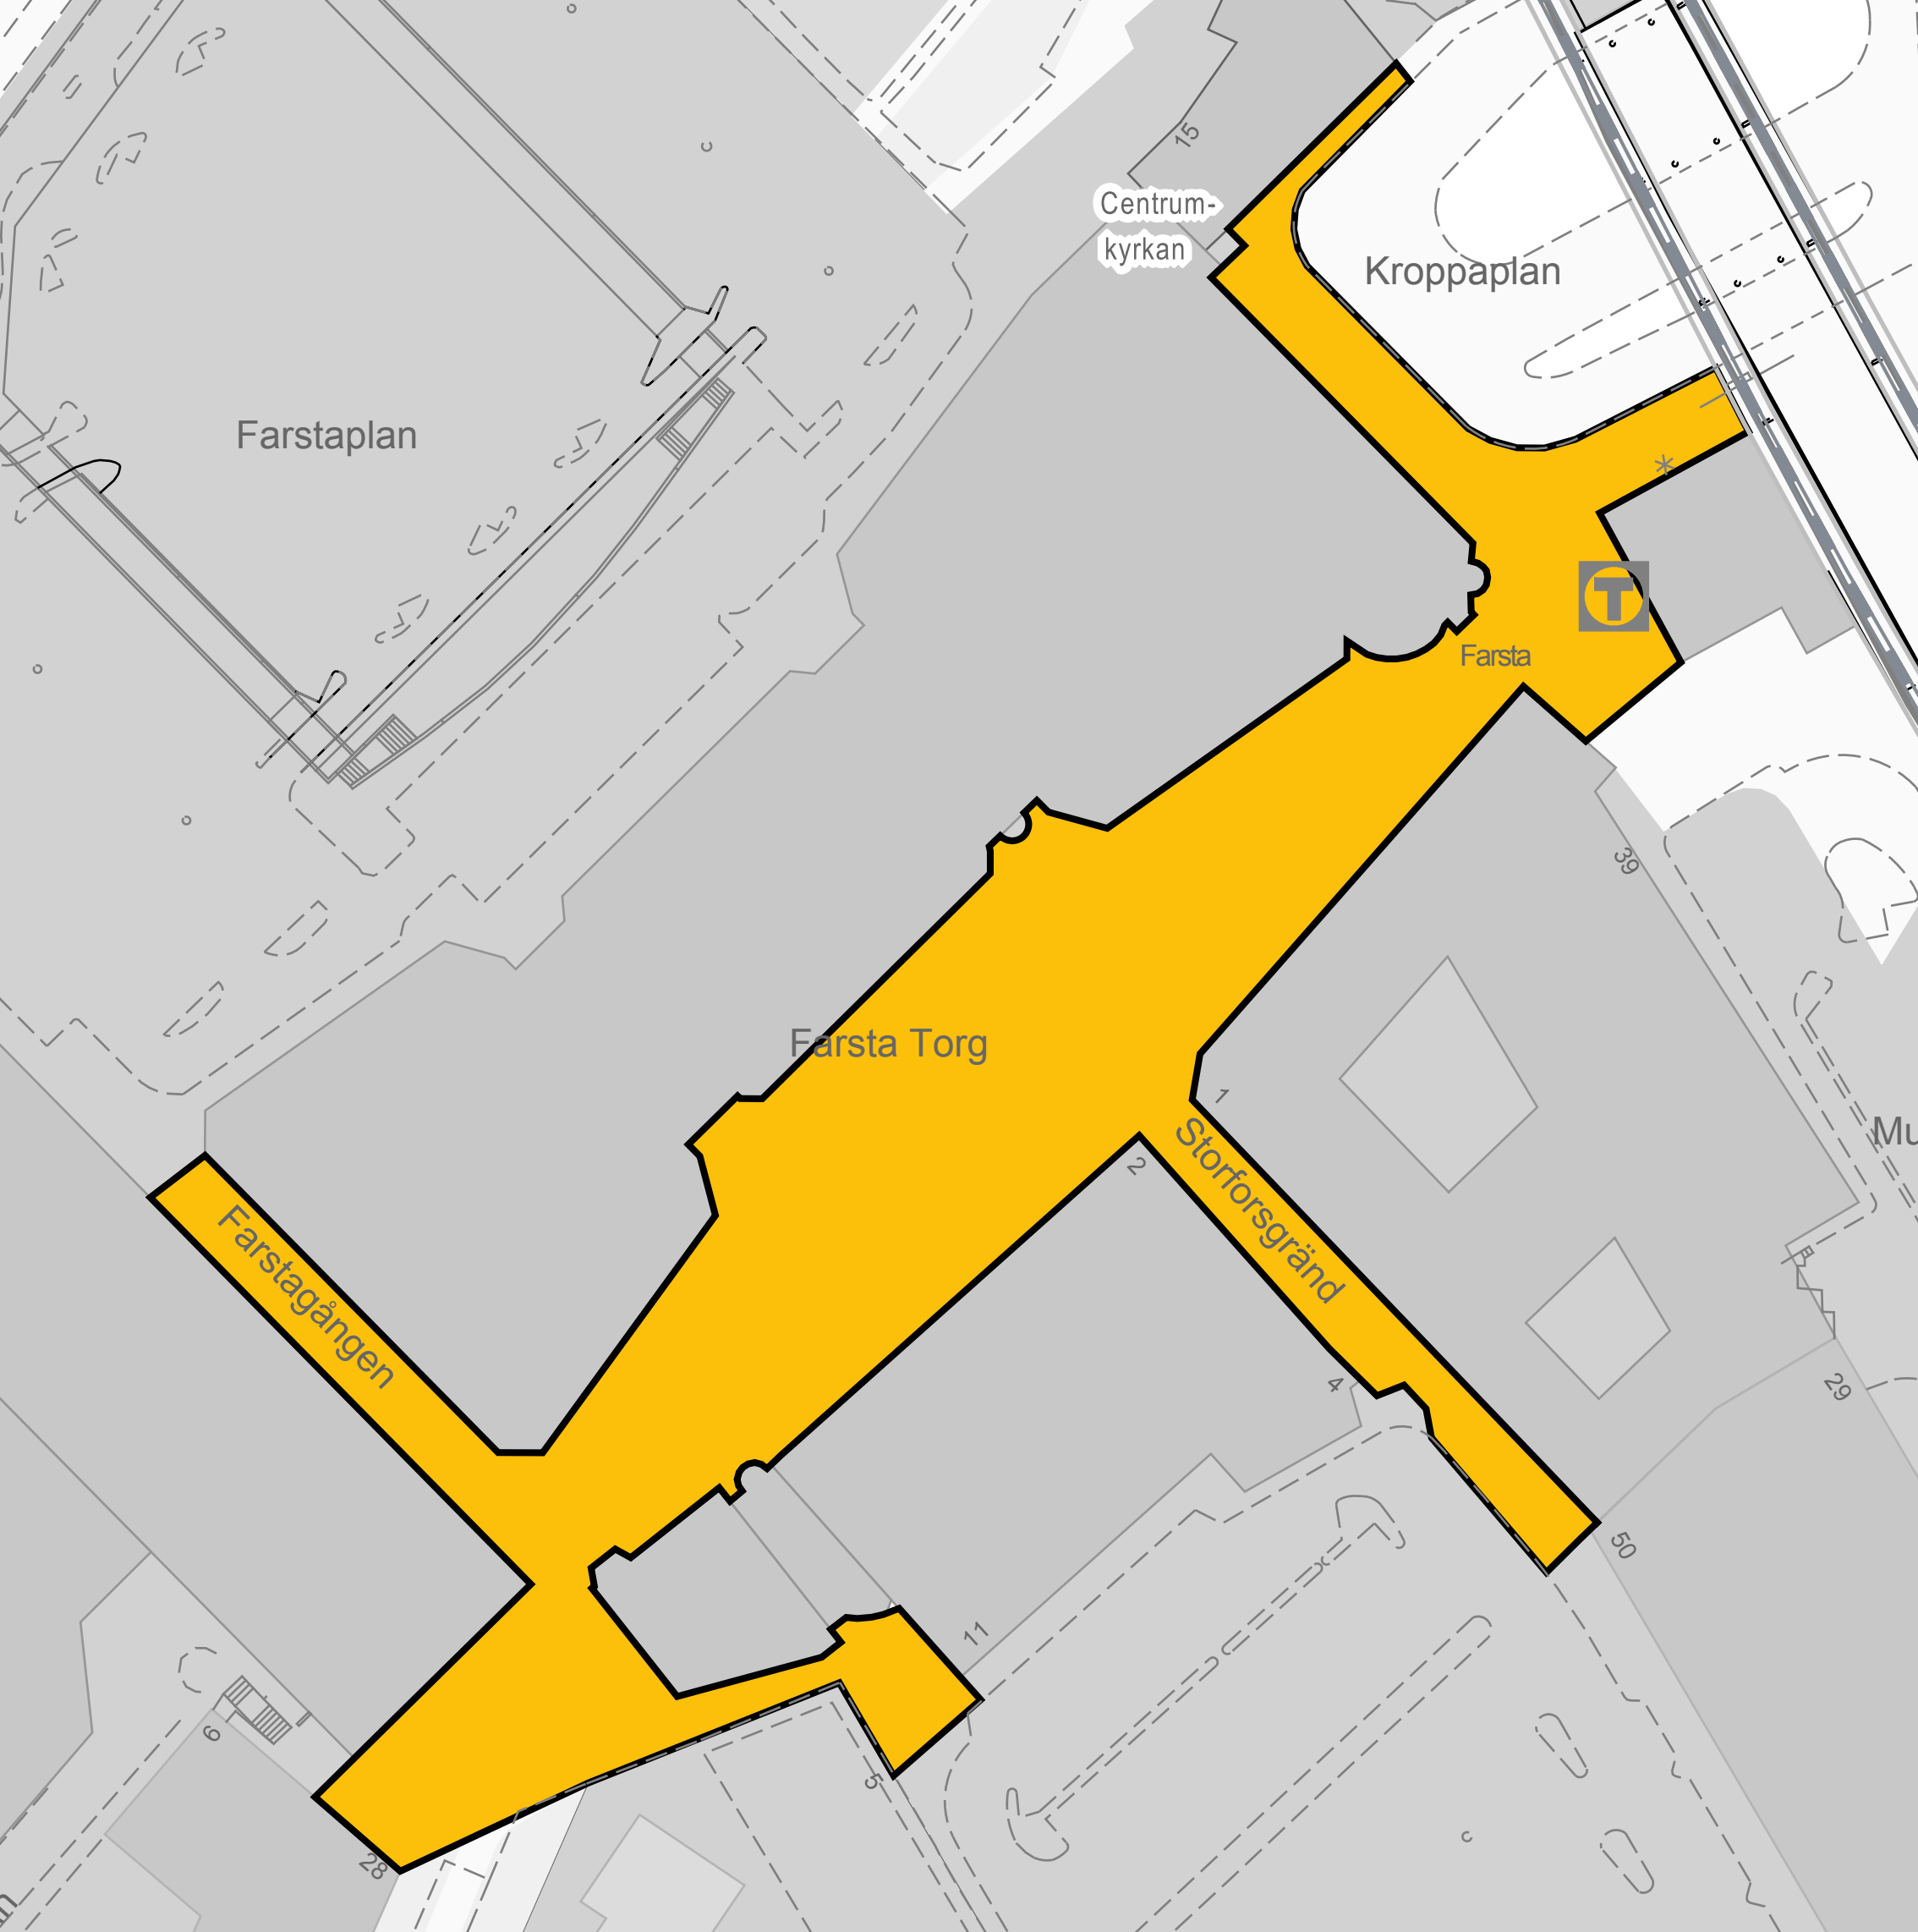 15
Centrum-
kyrkan
Kroppaplan
Farstaplan
T
Farsta
39
Farsta Torg
1
Mu
2
Storforsgränd
Farstagången
4
29
50
11
6
5
28